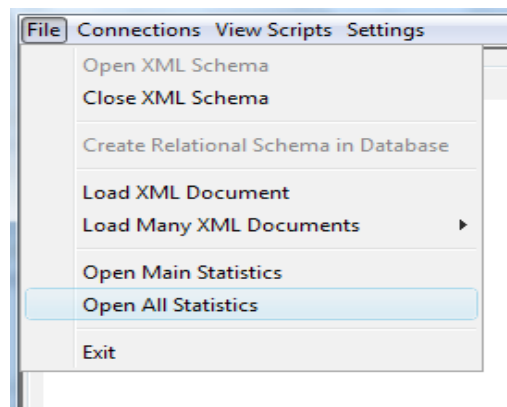 File Connections View Scripts Settings
Open XML Schema
Close XML Schema
Create Relational Schema in Database
Load XML Document
Load Many XML Documents
Open Main Statistics
Open All Statistics
Exit